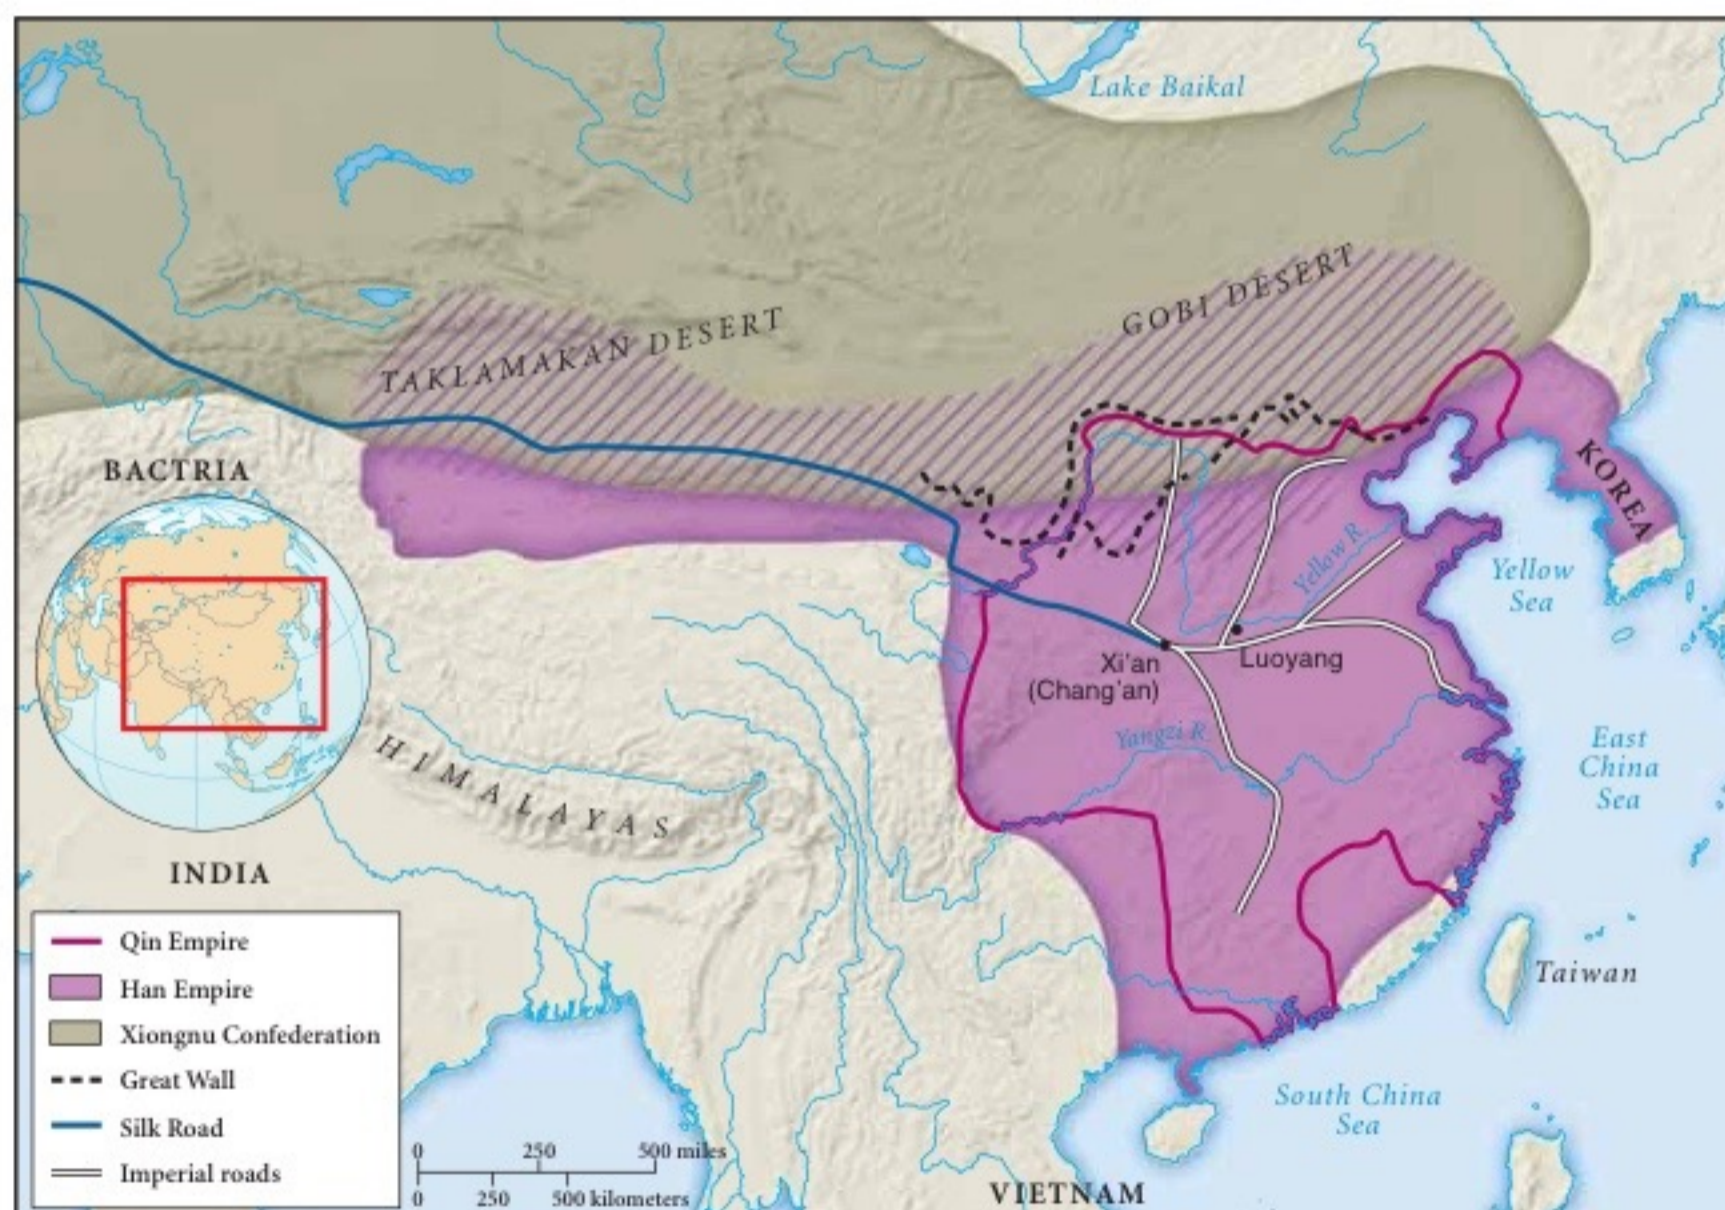 Lake Baikal
GOBI DESERT
TAKLAMAKAN DESERT
BACTRIA
KOREA
Yellow R.
Yellow
Sea
Xi'an
(Chang'an)
Luoyang
Yangzi R.
East
China
Sea
HIMALAYAS
INDIA
Taiwan
Qin Empire
Han Empire
Xiongnu Confederation
Great Wall
Silk Road
Imperial roads
0 250 500 miles
0 250 500 kilometers
South China
Sea
VIETNAM